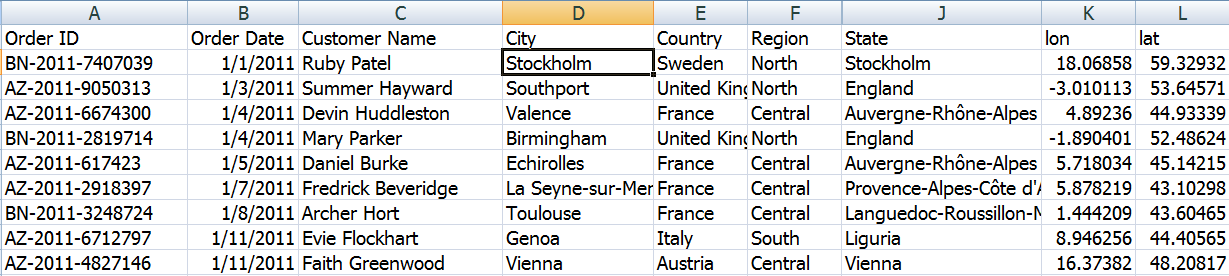 A B C D E F J K L
Order ID Order Date Customer Name City Country Region State lon lat
BN-2011-7407039 1/1/2011 Ruby Patel Stockholm Sweden North Stockholm 18.06858 59.32932
AZ-2011-9050313 1/3/2011 Summer Hayward Southport United King North England -3.010113 53.64571
AZ-2011-6674300 1/4/2011 Devin Huddleston Valence France Central Auvergne-Rhône-Alpes 4.89236 44.93339
BN-2011-2819714 1/4/2011 Mary Parker Birmingham United King North England -1.890401 52.48624
AZ-2011-617423 1/5/2011 Daniel Burke Echirolles France Central Auvergne-Rhône-Alpes 5.718034 45.14215
AZ-2011-2918397 1/7/2011 Fredrick Beveridge La Seyne-sur-Mer France Central Provence-Alpes-Côte d'A 5.878219 43.10298
BN-2011-3248724 1/8/2011 Archer Hort Toulouse France Central Languedoc-Roussillon-M 1.444209 43.60465
AZ-2011-6712797 1/11/2011 Evie Flockhart Genoa Italy South Liguria 8.946256 44.40565
AZ-2011-4827146 1/11/2011 Faith Greenwood Vienna Austria Central Vienna 16.37382 48.20817